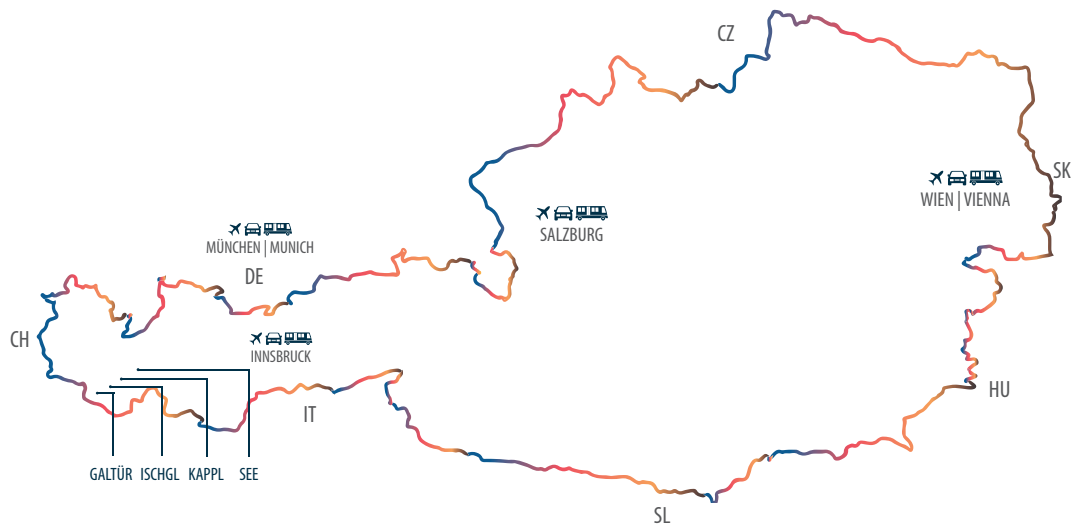 CZ
SK
WIEN | VIENNA
SALZBURG
MÜNCHEN | MUNICH
DE
CH
INNSBRUCK
HU
IT
GALTÜR ISCHGL KAPPL SEE
SL